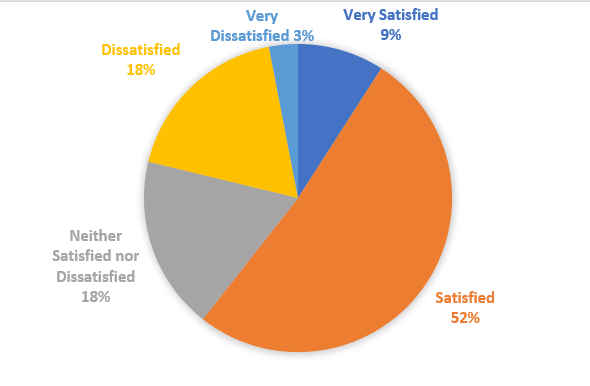 Very
Dissatisfied 3%
Very Satisfied
9%
Dissatisfied
18%
Neither
Satisfied nor
Dissatisfied
18%
Satisfied
52%